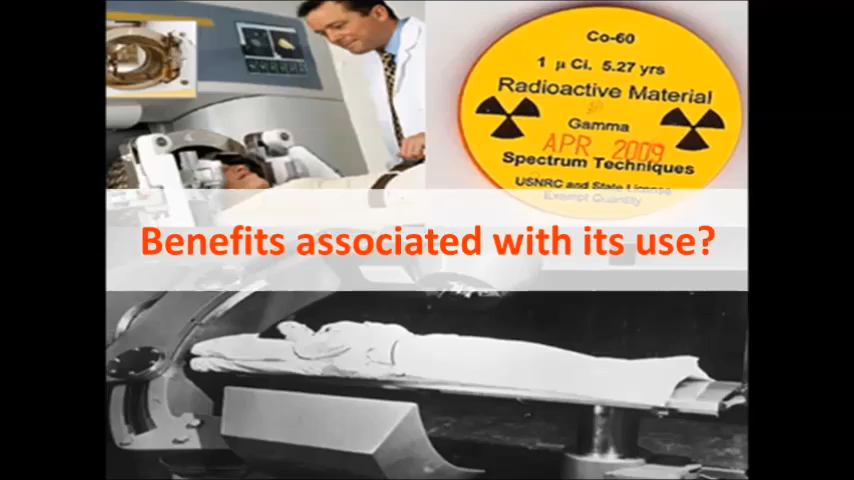 Co-60
1 μ Ci. 5.27 yrs
Radioactive Material
Gamma
APR 2009
Spectrum Techniques
USNRC and State License
Exempt Quantity
Benefits associated with its use?